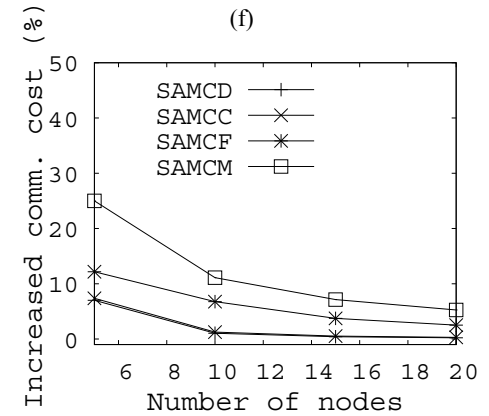 (f)
Increased comm. cost (%)
50
40
30
20
10
0
SAMCD
SAMCC
SAMCF
SAMCM
6 8 10 12 14 16 18 20
Number of nodes